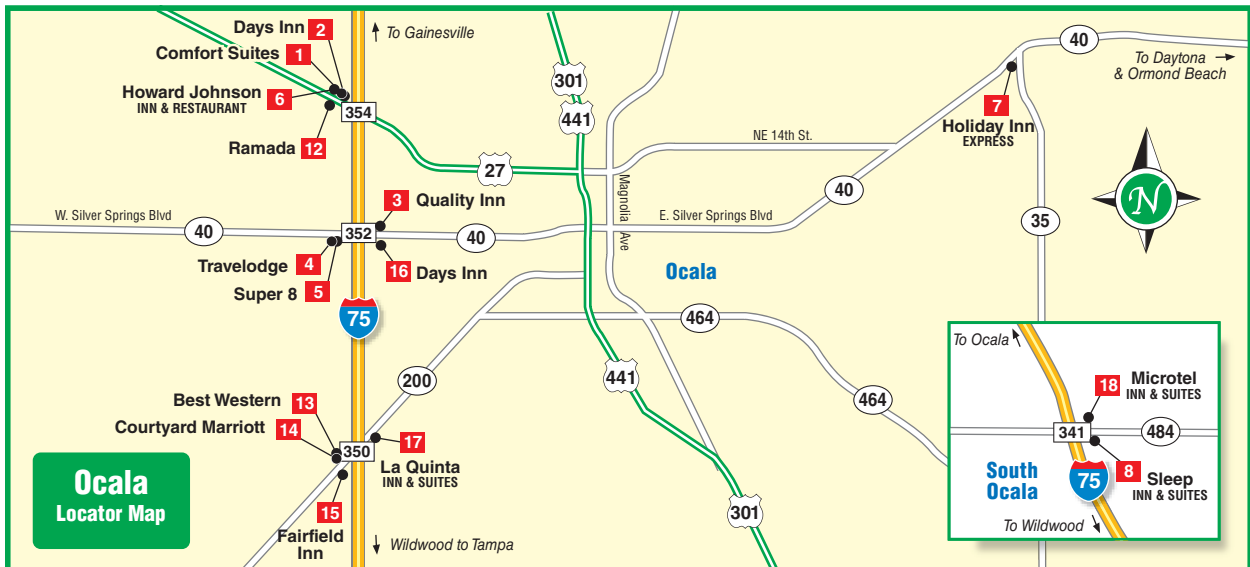 Days Inn 2
Comfort Suites 1
Howard Johnson 6
INN & RESTAURANT
Ramada 12
354
To Gainesville
301
441
27
NE 14th St.
Magnolia Ave
40
To Daytona
& Ormond Beach
7
Holiday Inn
EXPRESS
N
35
W. Silver Springs Blvd
40
352
3 Quality Inn
40
E. Silver Springs Blvd
40
Travelodge 4
Super 8 5
16 Days Inn
Ocala
75
464
441
464
200
Best Western 13
Courtyard Marriott 14
350
17
La Quinta
INN & SUITES
15
Fairfield
Inn
Wildwood to Tampa
301
Ocala
Locator Map
To Ocala
18 Microtel
INN & SUITES
341
484
South
Ocala
75
8 Sleep
INN & SUITES
To Wildwood